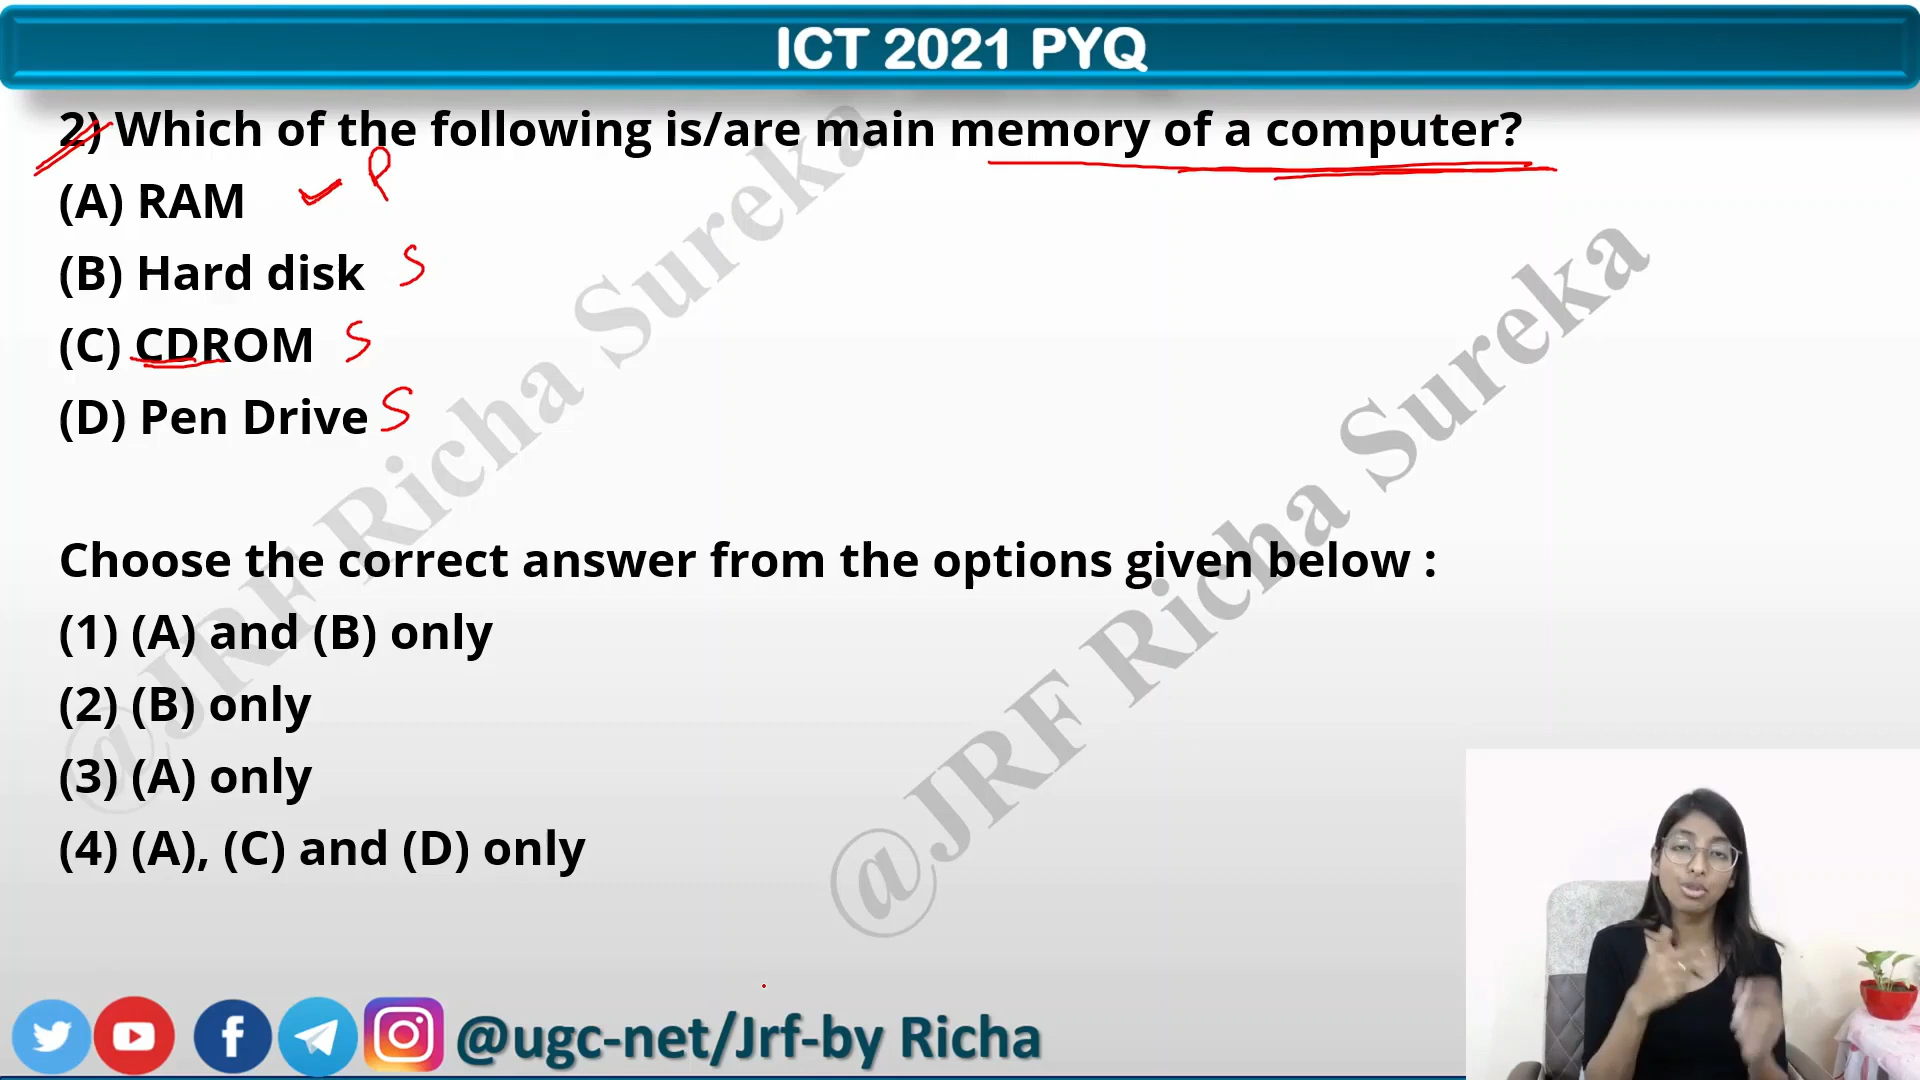 ICT 2021 PYQ
2) Which of the following is/are main memory of a computer?
(A) RAM P
(B) Hard disk S
(C) CDROM S
(D) Pen Drive S
Choose the correct answer from the options given below :
(1) (A) and (B) only
(2) (B) only
(3) (A) only
(4) (A), (C) and (D) only
@JRF Richa Sureka
@JRF Richa Sureka
@ugc-net/Jrf-by Richa